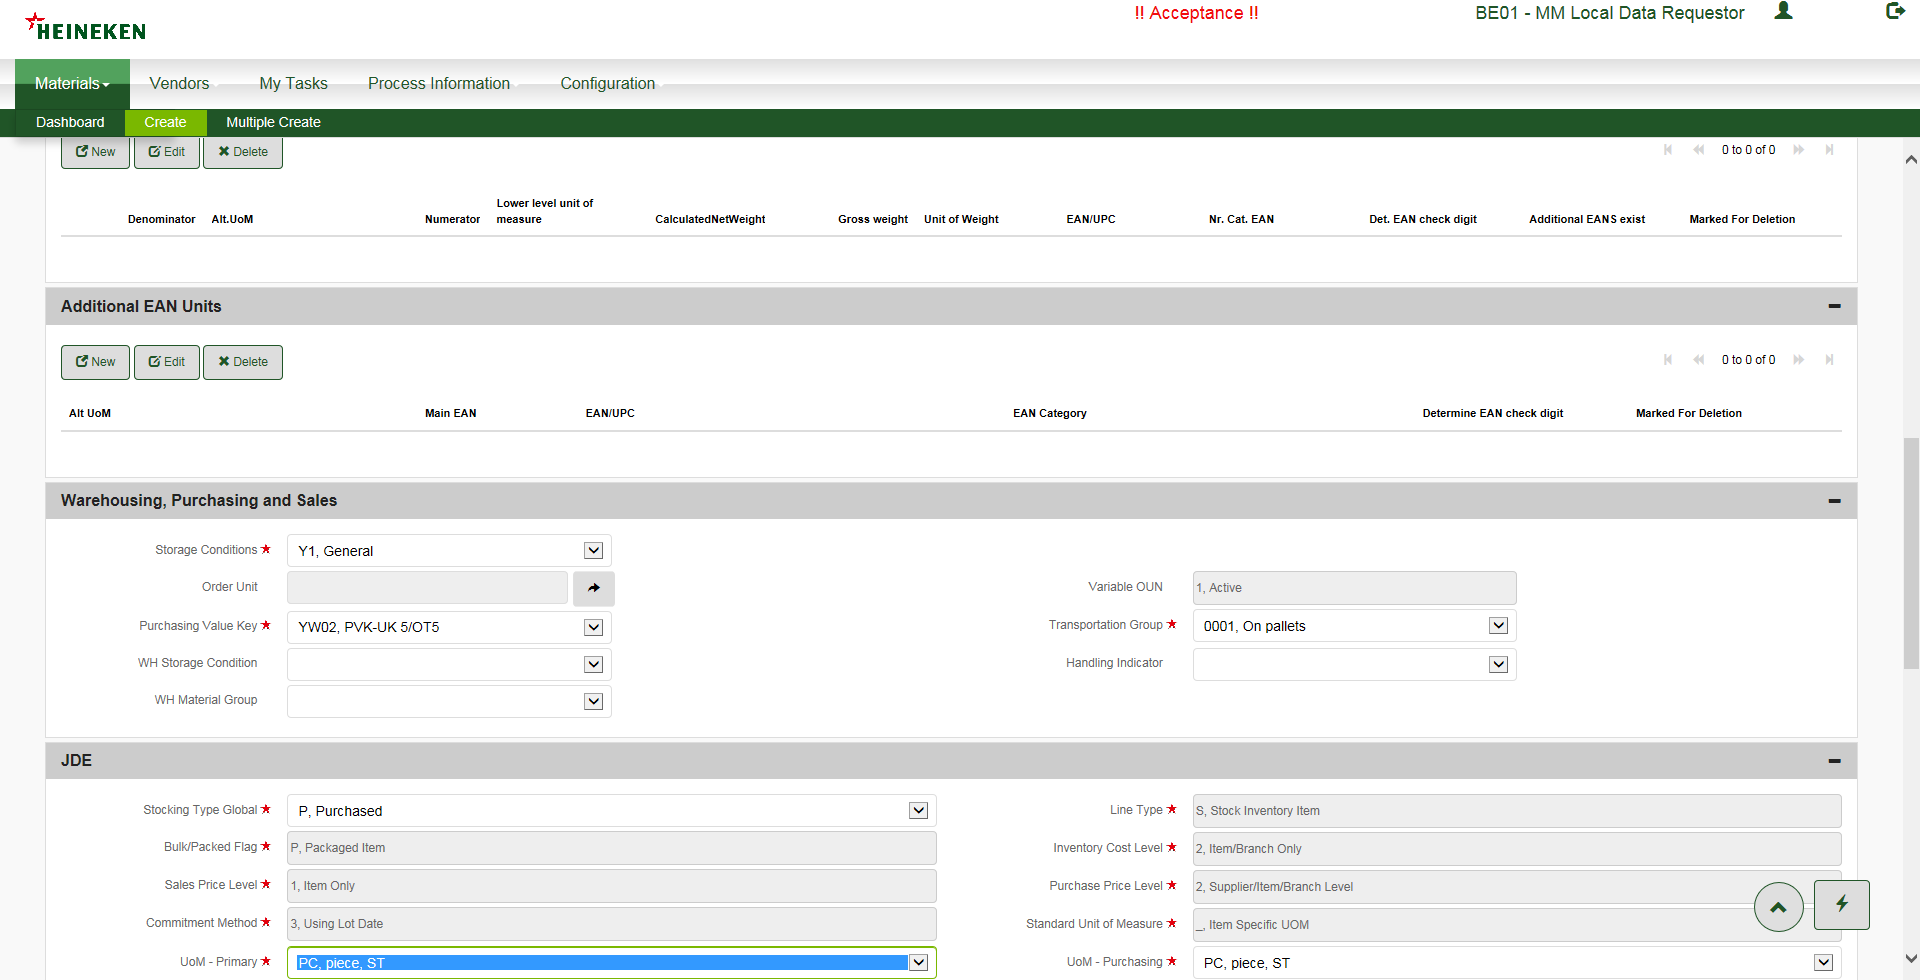 HEINEKEN
!! Acceptance !!
BE01 - MM Local Data Requestor
Materials Vendors My Tasks Process Information Configuration
Dashboard Create Multiple Create
New Edit Delete 0 to 0 of 0
Denominator Alt.UoM Numerator Lower level unit of measure CalculatedNetWeight Gross weight Unit of Weight EAN/UPC Nr. Cat. EAN Det. EAN check digit Additional EANS exist Marked For Deletion
Additional EAN Units
New Edit Delete 0 to 0 of 0
Alt UoM Main EAN EAN/UPC EAN Category Determine EAN check digit Marked For Deletion
Warehousing, Purchasing and Sales
Storage Conditions Y1, General
Order Unit Variable OUN 1, Active
Purchasing Value Key YW02, PVK-UK 5/OT5 Transportation Group 0001, On pallets
WH Storage Condition Handling Indicator
WH Material Group
JDE
Stocking Type Global P, Purchased Line Type S, Stock Inventory Item
Bulk/Packed Flag P, Packaged Item Inventory Cost Level 2, Item/Branch Only
Sales Price Level 1, Item Only Purchase Price Level 2, Supplier/Item/Branch Level
Commitment Method 3, Using Lot Date Standard Unit of Measure _, Item Specific UOM
UoM - Primary PC, piece, ST UoM - Purchasing PC, piece, ST